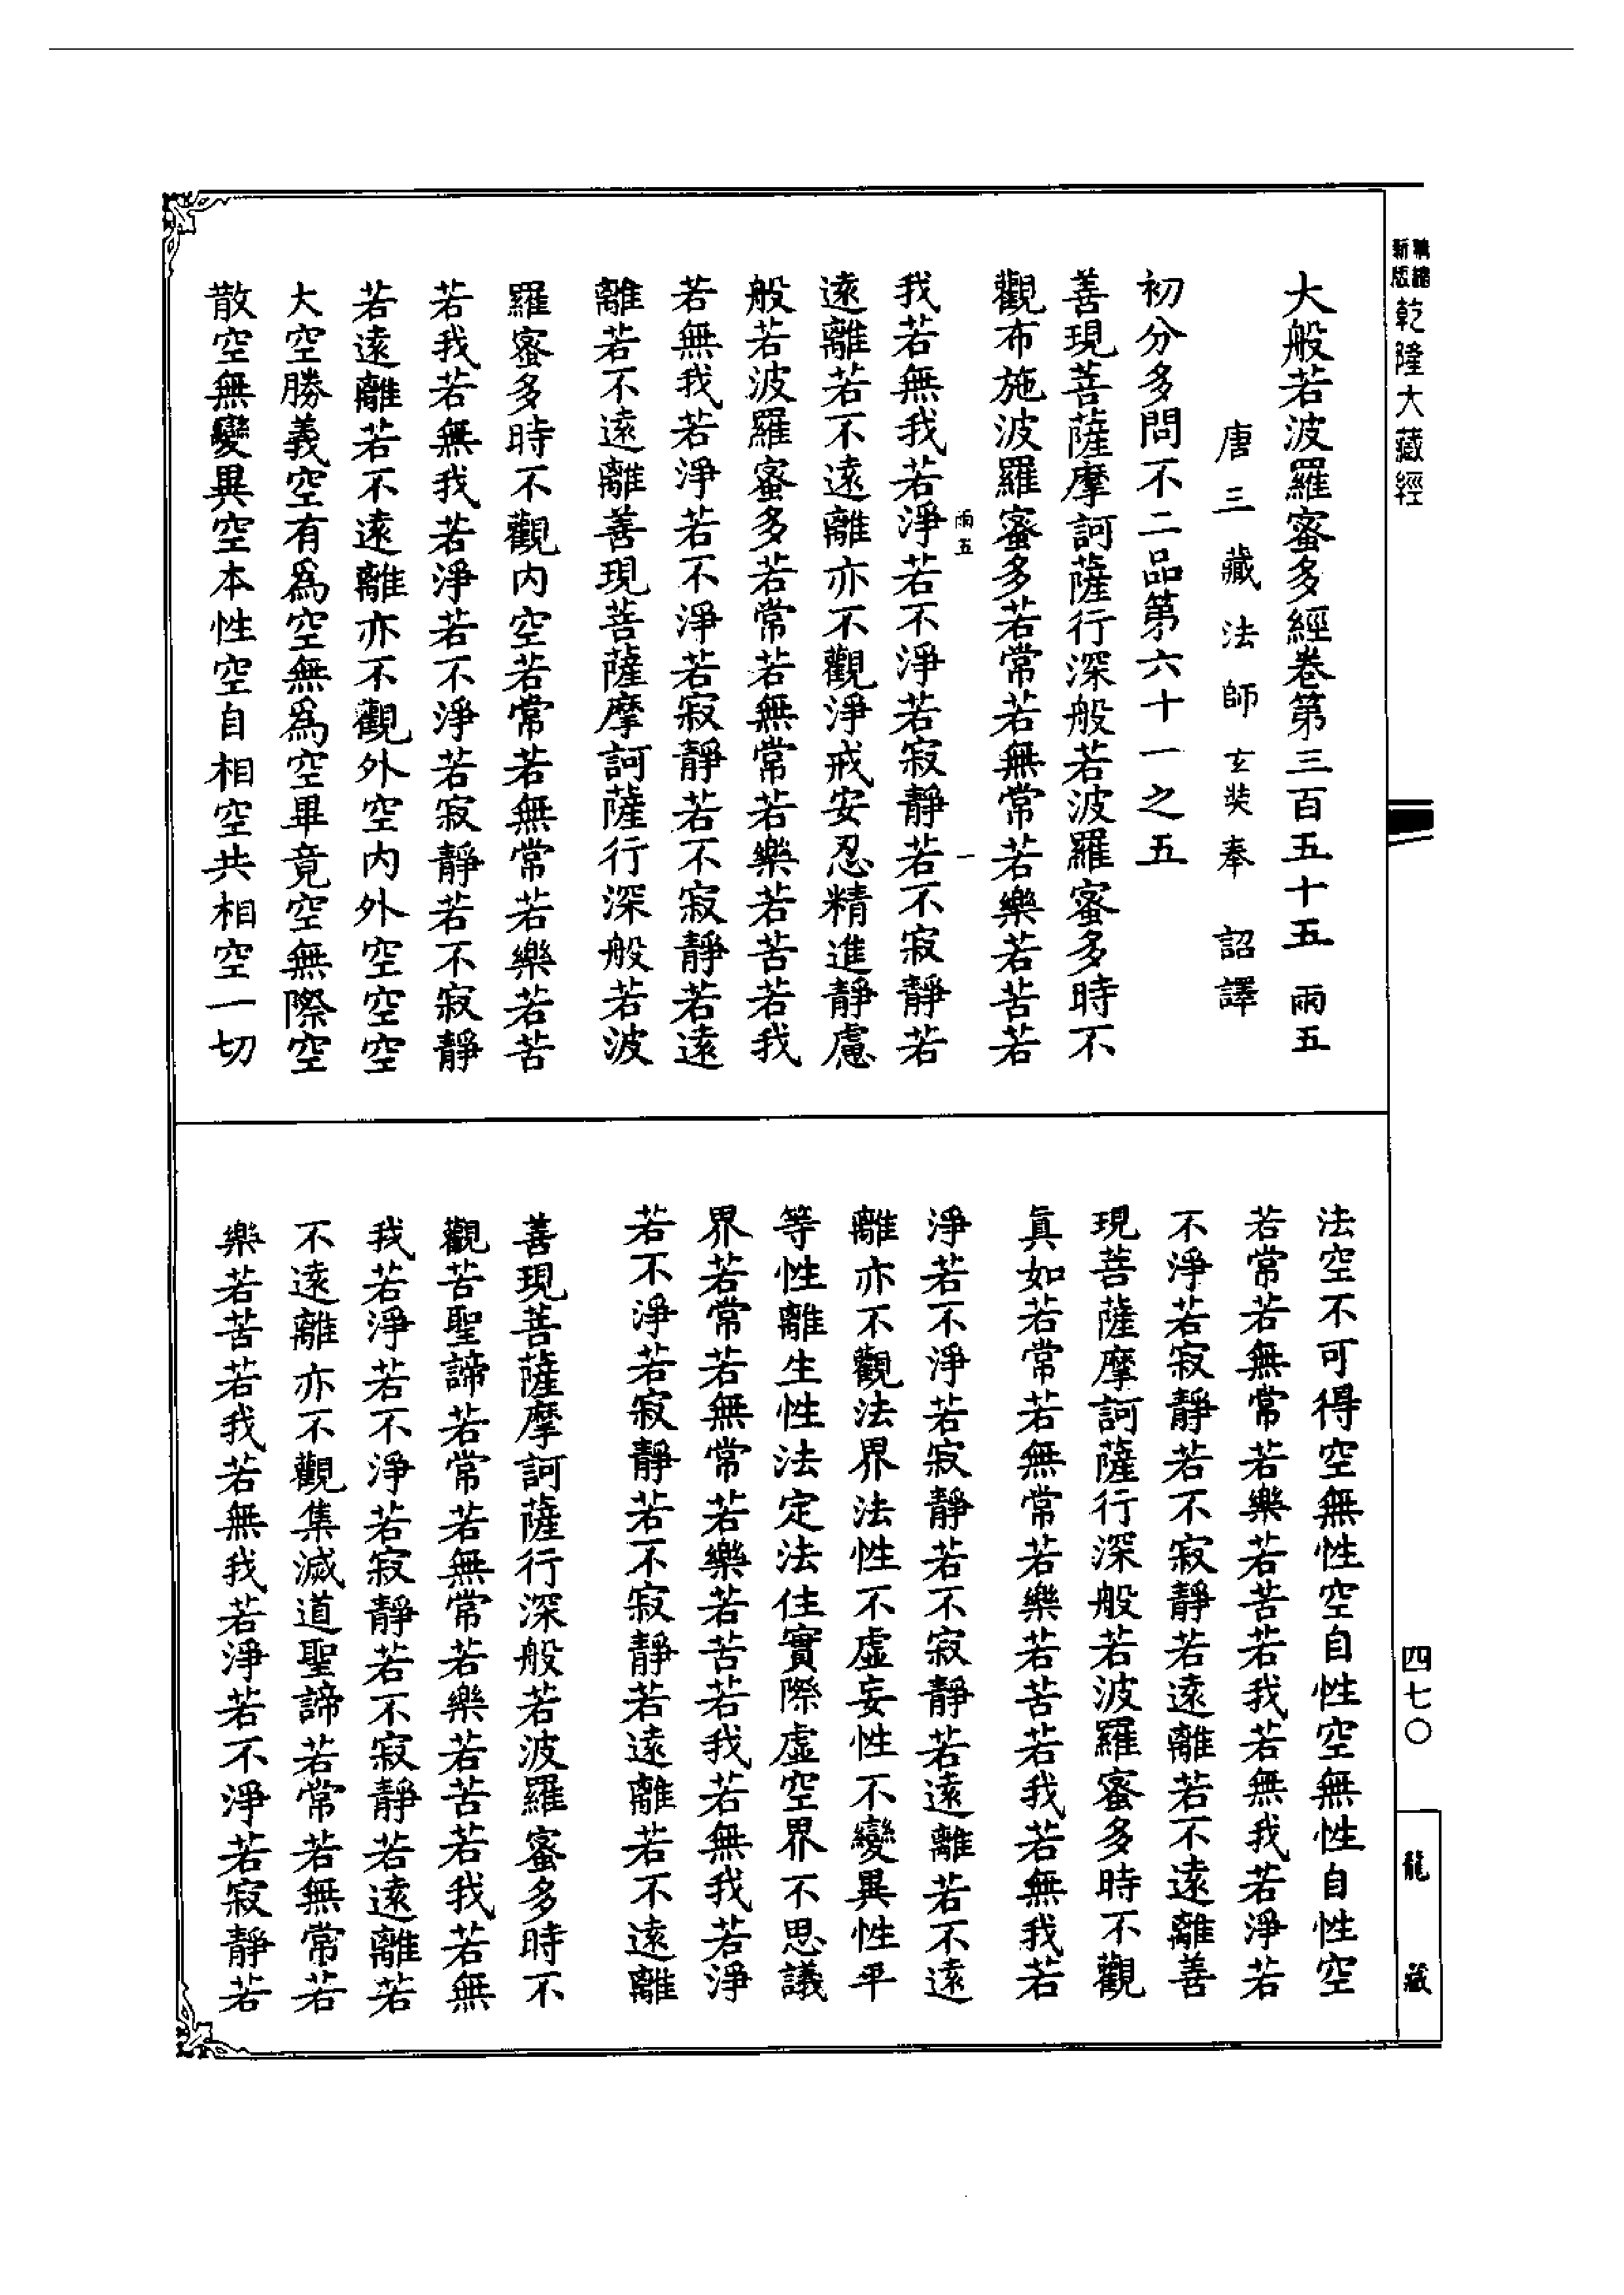 精縮
新版
乾隆大藏經
大般若波羅蜜多經卷第三百五十五 雨五
唐三藏法師玄奘奉 詔譯
初分多問不二品第六十一之五
善現菩薩摩訶薩行深般若波羅蜜多時不
觀布施波羅蜜多若常若無常若樂若苦若
雨五 一
我若無我若淨若不淨若寂靜若不寂靜若
遠離若不遠離亦不觀淨戒安忍精進靜慮
般若波羅蜜多若常若無常若樂若苦若我
若無我若淨若不淨若寂靜若不寂靜若遠
離若不遠離善現菩薩摩訶薩行深般若波
羅蜜多時不觀內空若常若無常若樂若苦
若我若無我若淨若不淨若寂靜若不寂靜
若遠離若不遠離亦不觀外空內外空空空
大空勝義空有為空無為空畢竟空無際空
散空無變異空本性空自相空共相空一切
法空不可得空無性空自性空無性自性空
若常若無常若樂若苦若我若無我若淨若
不淨若寂靜若不寂靜若遠離若不遠離善
現菩薩摩訶薩行深般若波羅蜜多時不觀
真如若常若無常若樂若苦若我若無我若
淨若不淨若寂靜若不寂靜若遠離若不遠
離亦不觀法界法性不虛妄性不變異性平
等性離生性法定法住實際虛空界不思議
界若常若無常若樂若苦若我若無我若淨
若不淨若寂靜若不寂靜若遠離若不遠離
善現菩薩摩訶薩行深般若波羅蜜多時不
觀苦聖諦若常若無常若樂若苦若我若無
我若淨若不淨若寂靜若不寂靜若遠離若
不遠離亦不觀集滅道聖諦若常若無常若
樂若苦若我若無我若淨若不淨若寂靜若
四七〇
龍藏